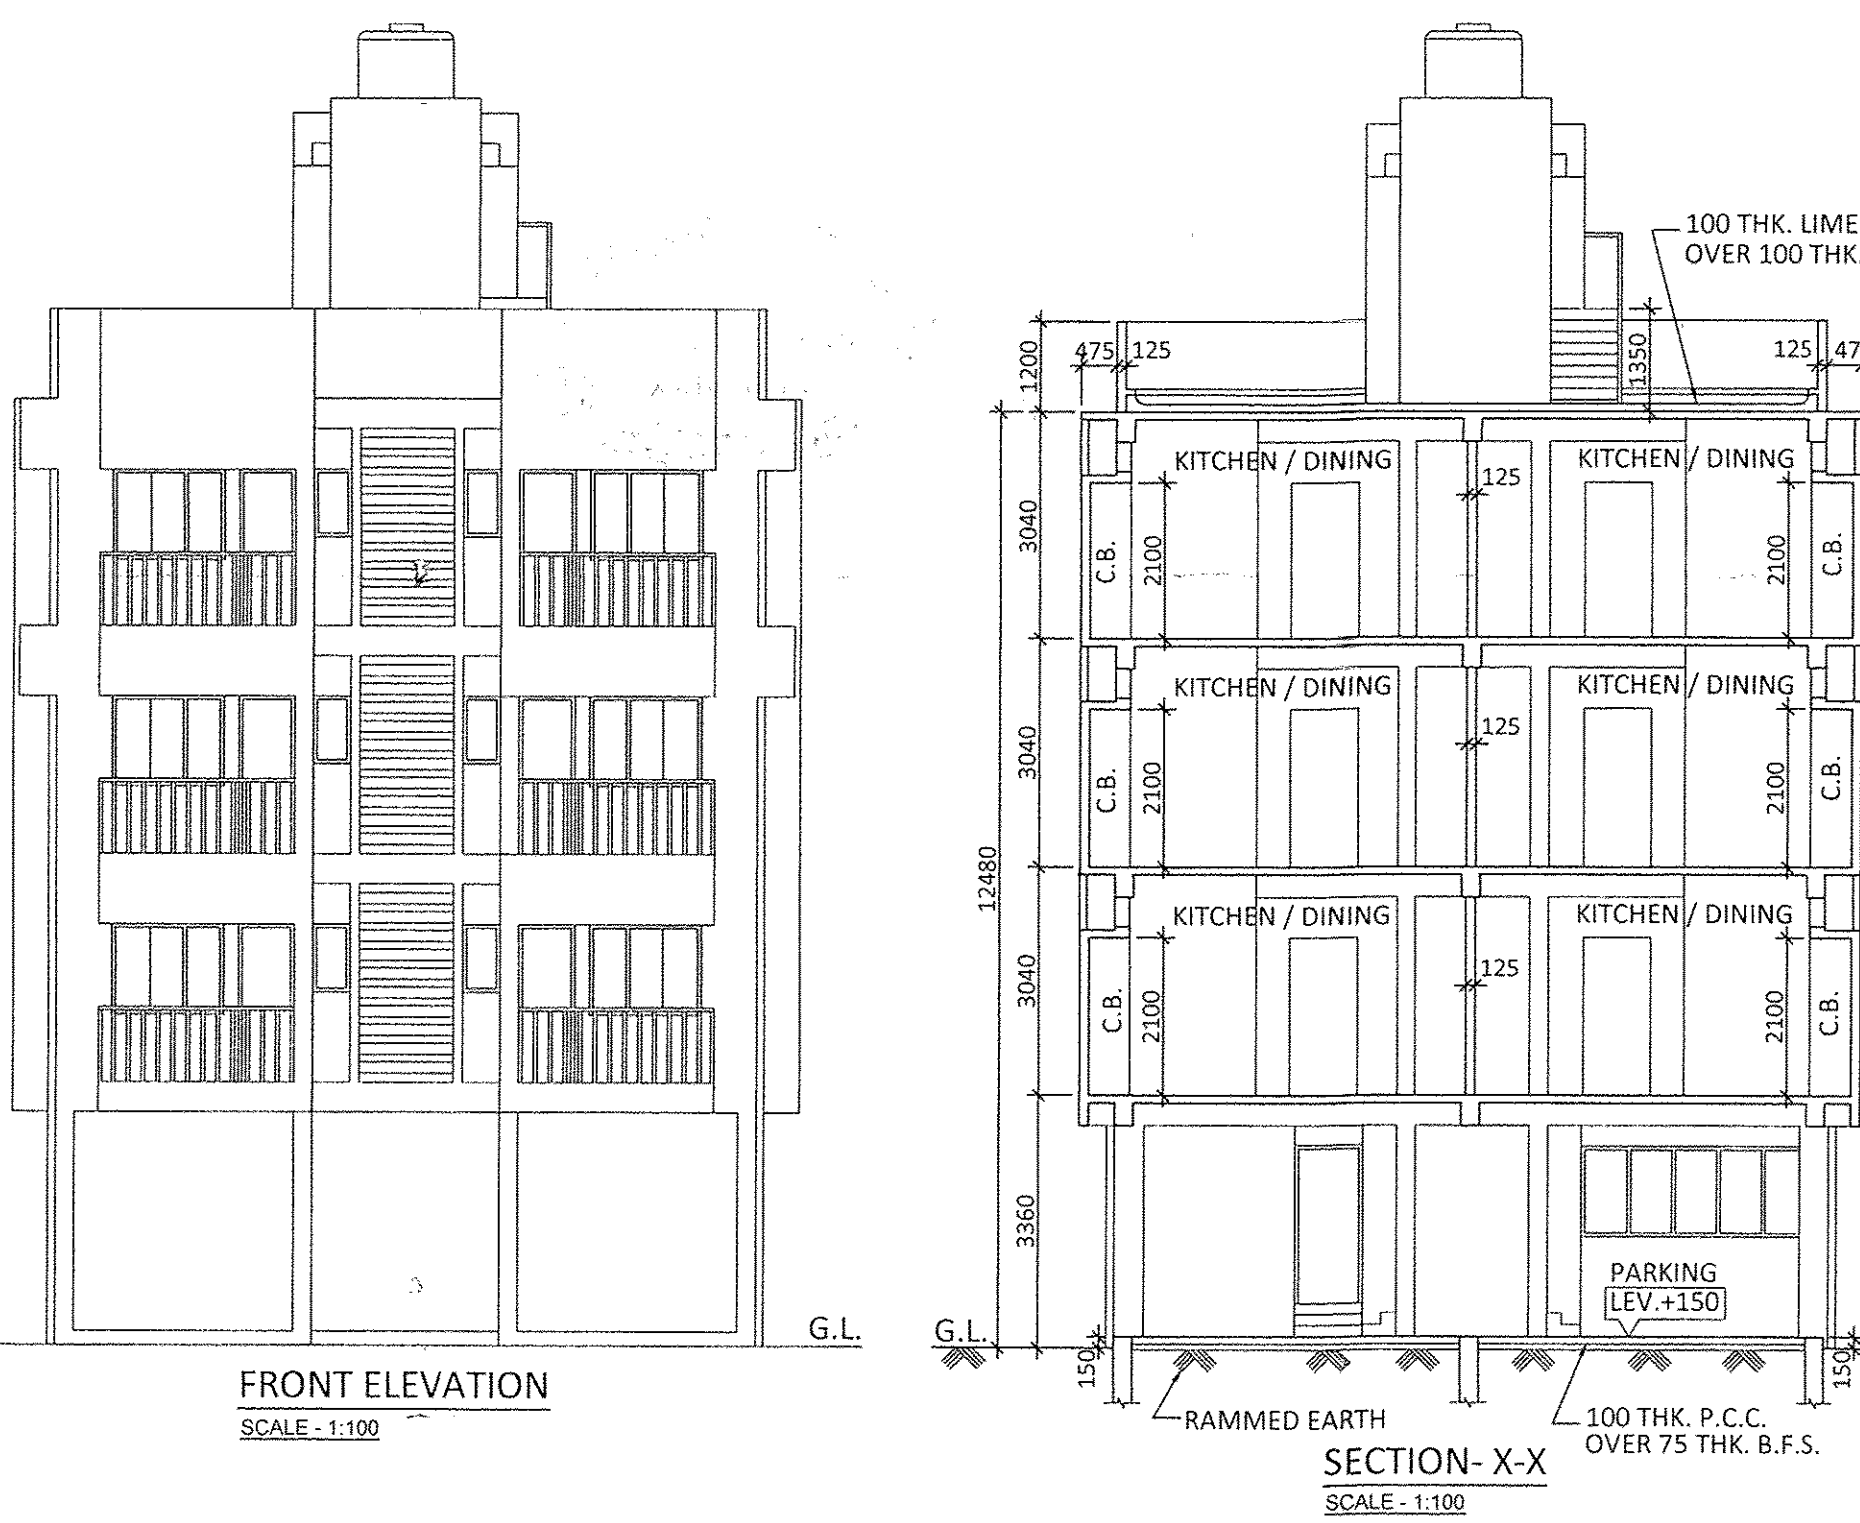 100 THK. LIME
OVER 100 THK.
1200
475
125
1350
125
47
KITCHEN / DINING
KITCHEN / DINING
125
3040
C.B.
2100
2100
C.B.
KITCHEN / DINING
KITCHEN / DINING
125
3040
C.B.
2100
2100
C.B.
12480
KITCHEN / DINING
KITCHEN / DINING
125
3040
C.B.
2100
2100
C.B.
3360
PARKING
LEV.+150
G.L.
G.L.
150
150
FRONT ELEVATION
SCALE - 1:100
RAMMED EARTH
100 THK. P.C.C.
OVER 75 THK. B.F.S.
SECTION- X-X
SCALE - 1:100